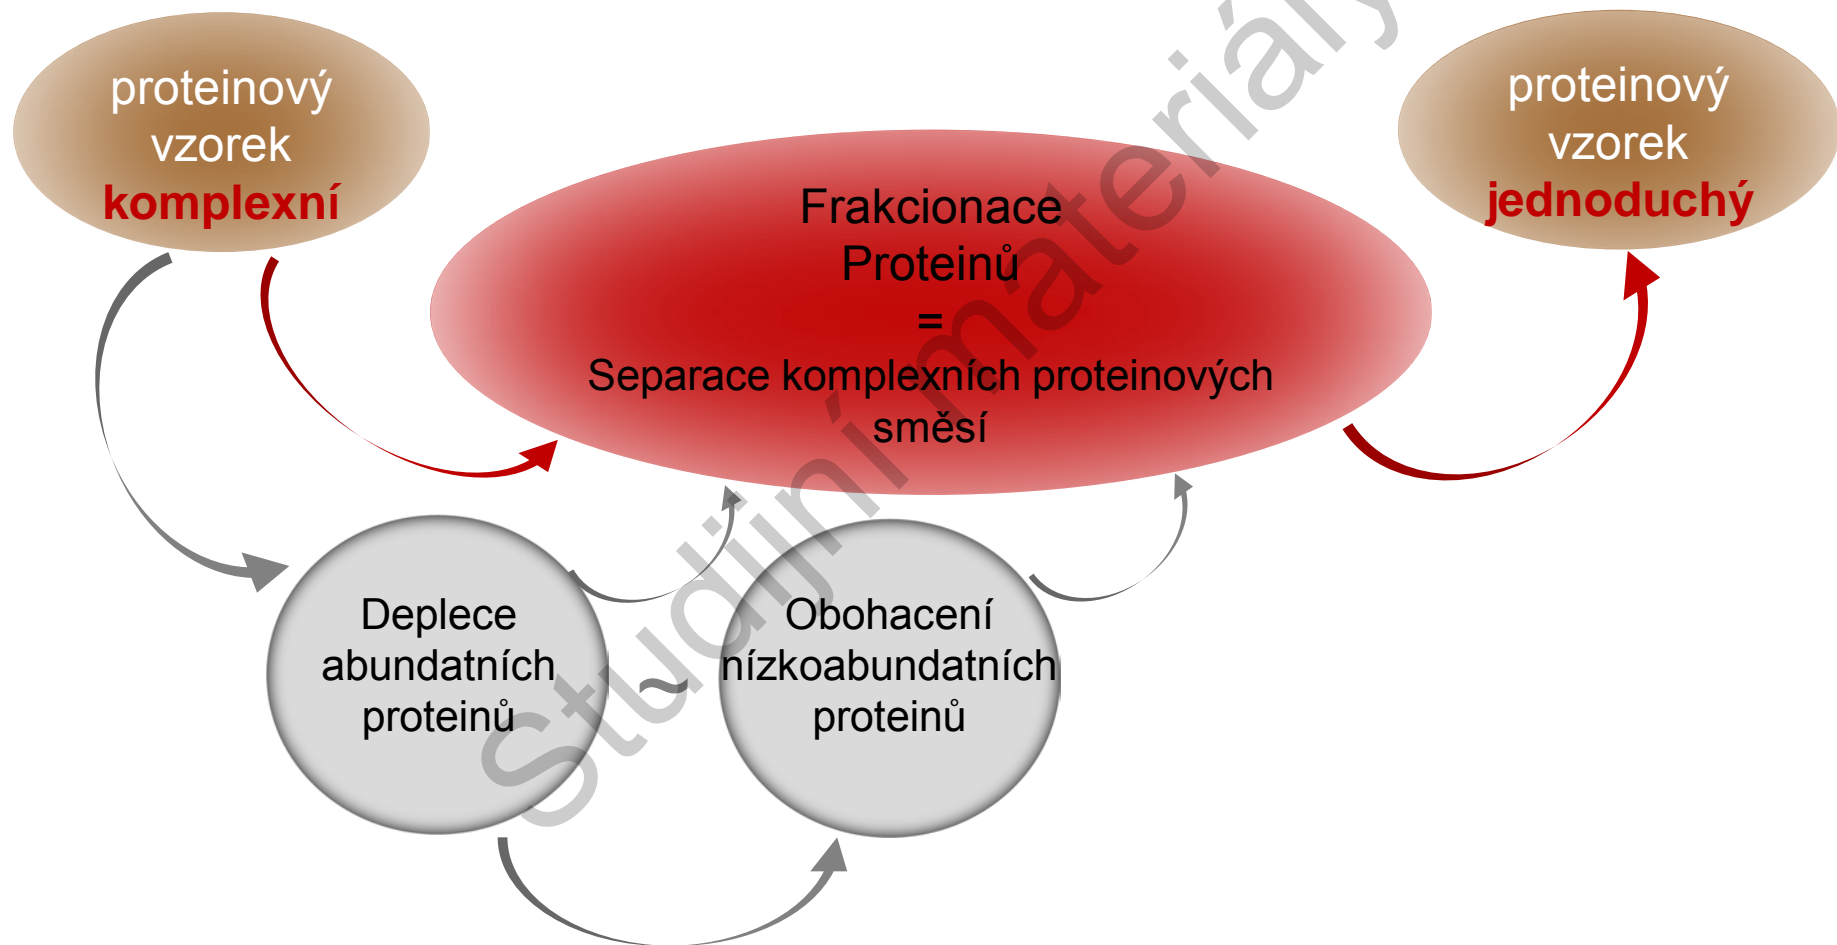 proteinový
vzorek
komplexní
proteinový
vzorek
jednoduchý
Frakcionace
Proteinů
=
Separace komplexních proteinových
směsí
Deplece
abundatních
proteinů
~
Obohacení
nízkoabundatních
proteinů
Studijní materiály